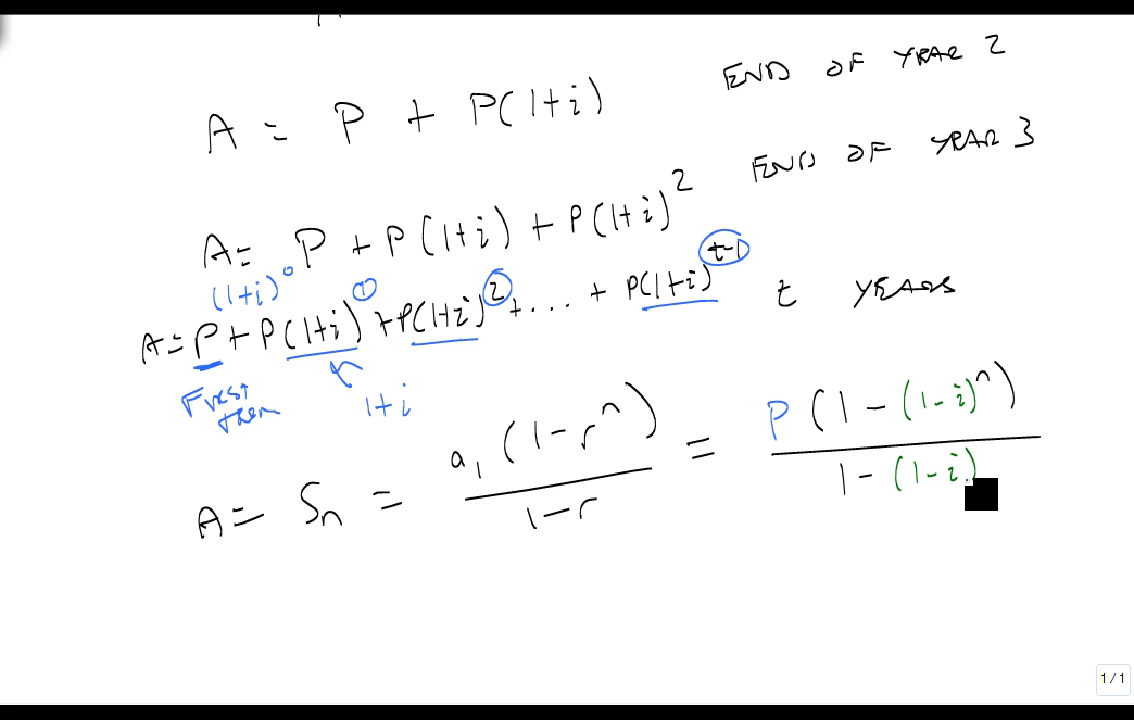 A = P + P(1+i) END OF YEAR 2
A= P + P(1+i) + P(1+i)^2 END OF YEAR 3
(1+i)^0
A= P + P(1+i)^1 + P(1+i)^2 + ... + P(1+i)^t-1 t YEARS
FIRST TERM
1+i
A = Sn = a1(1-r^n) / 1-r = P(1-(1-i)^n) / 1-(1-i)
1/1